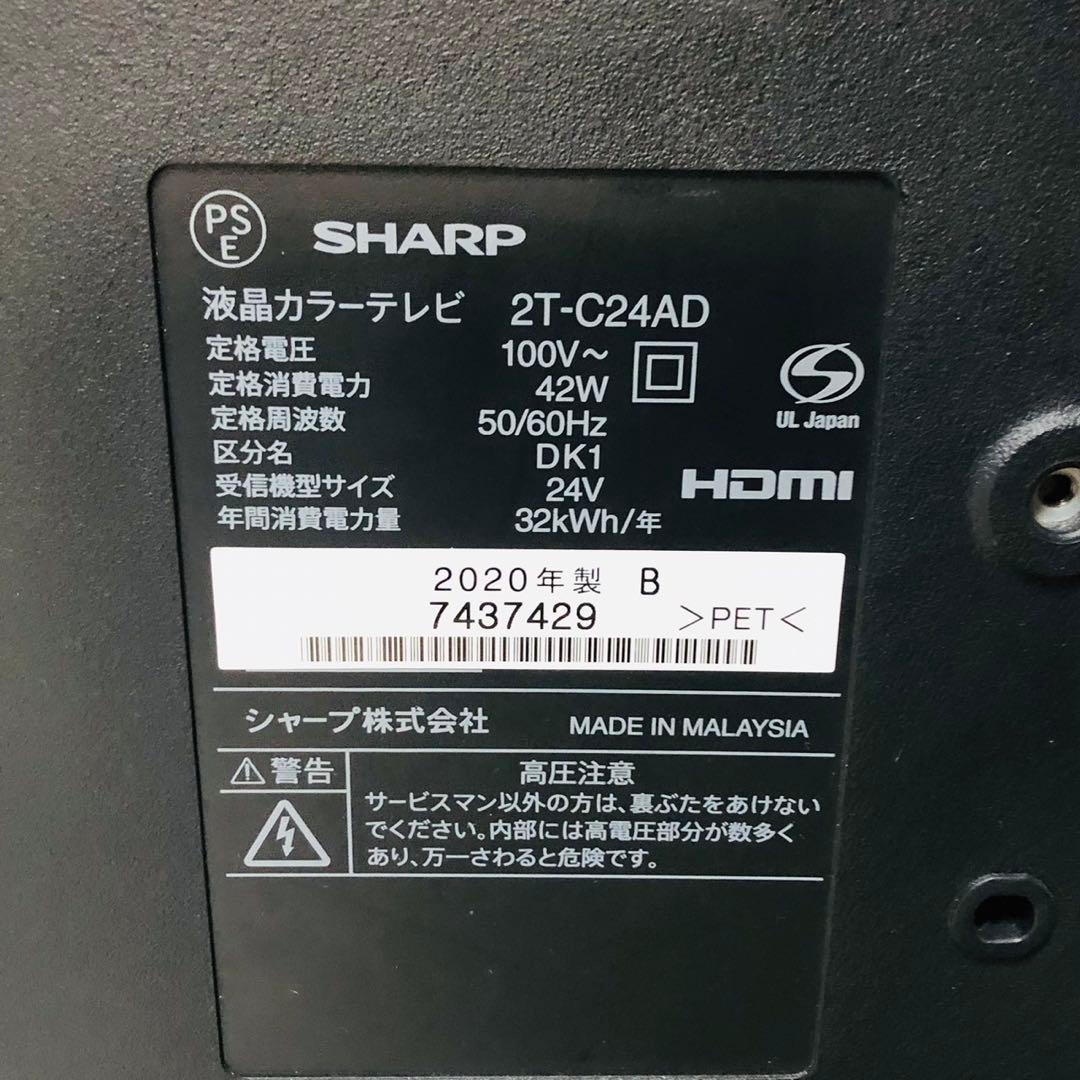 PSE SHARP
液晶カラーテレビ 2T-C24AD
定格電圧 100V～
定格消費電力 42W
定格周波数 50/60Hz
UL Japan
区分名 DK1
受信機型サイズ 24V
HDMI
年間消費電力量 32kWh/年
2020年製 B
7437429 ＞PET＜
シャープ株式会社 MADE IN MALAYSIA
警告 高圧注意
サービスマン以外の方は、裏ぶたをあけない
でください。内部には高電圧部分が数多く
あり、万一さわると危険です。